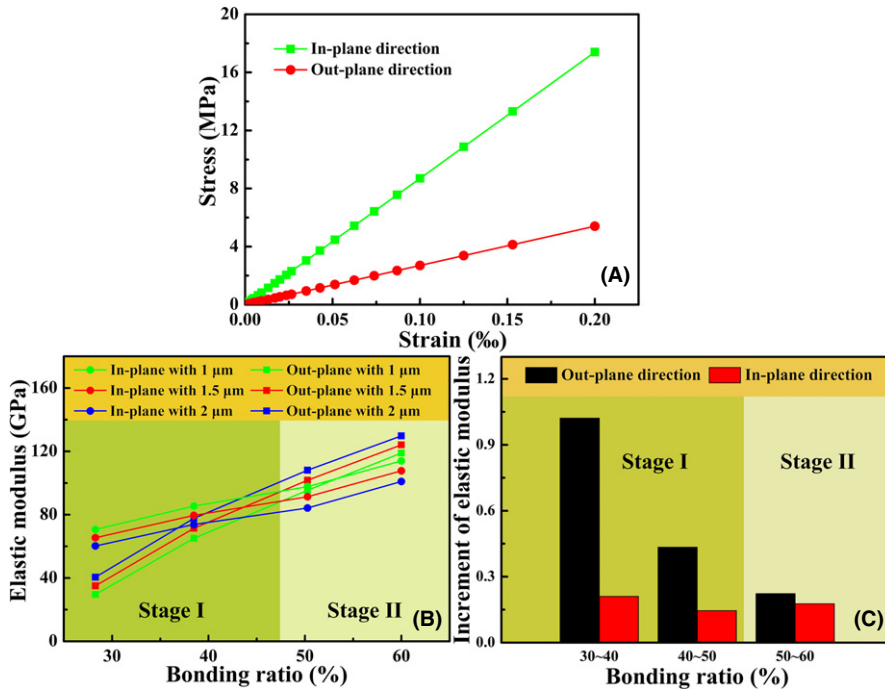 20
16
12
8
4
0
Stress (MPa)
In-plane direction
Out-plane direction
(A)
0.00 0.05 0.10 0.15 0.20
Strain (‰)
In-plane with 1 μm Out-plane with 1 μm
In-plane with 1.5 μm Out-plane with 1.5 μm
In-plane with 2 μm Out-plane with 2 μm
160
120
80
40
0
Elastic modulus (GPa)
Stage I Stage II (B)
30 40 50 60
Bonding ratio (%)
Out-plane direction In-plane direction
1.2
0.9
0.6
0.3
0.0
Increment of elastic modulus
Stage I Stage II
(C)
30~40 40~50 50~60
Bonding ratio (%)